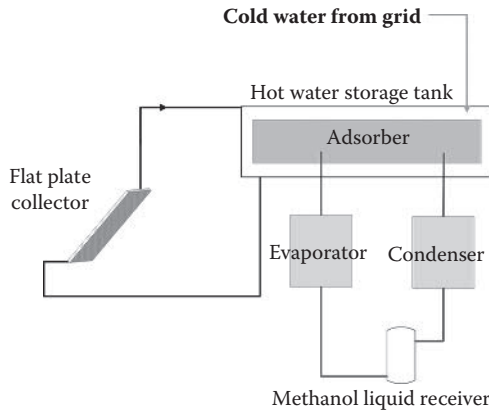 Cold water from grid
Hot water storage tank
Adsorber
Flat plate
collector
Evaporator
Condenser
Methanol liquid receiver